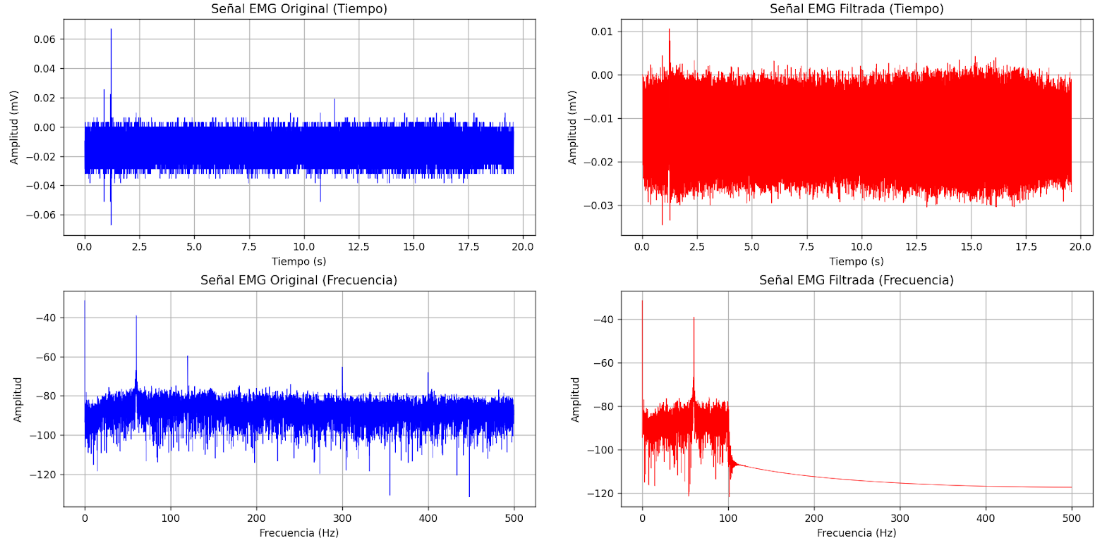 Señal EMG Original (Tiempo)
Amplitud (mV)
0.06
0.04
0.02
0.00
−0.02
−0.04
−0.06
0.0 2.5 5.0 7.5 10.0 12.5 15.0 17.5 20.0
Tiempo (s)
Señal EMG Filtrada (Tiempo)
Amplitud (mV)
0.01
0.00
−0.01
−0.02
−0.03
0.0 2.5 5.0 7.5 10.0 12.5 15.0 17.5 20.0
Tiempo (s)
Señal EMG Original (Frecuencia)
Amplitud
−40
−60
−80
−100
−120
0 100 200 300 400 500
Frecuencia (Hz)
Señal EMG Filtrada (Frecuencia)
Amplitud
−40
−60
−80
−100
−120
0 100 200 300 400 500
Frecuencia (Hz)